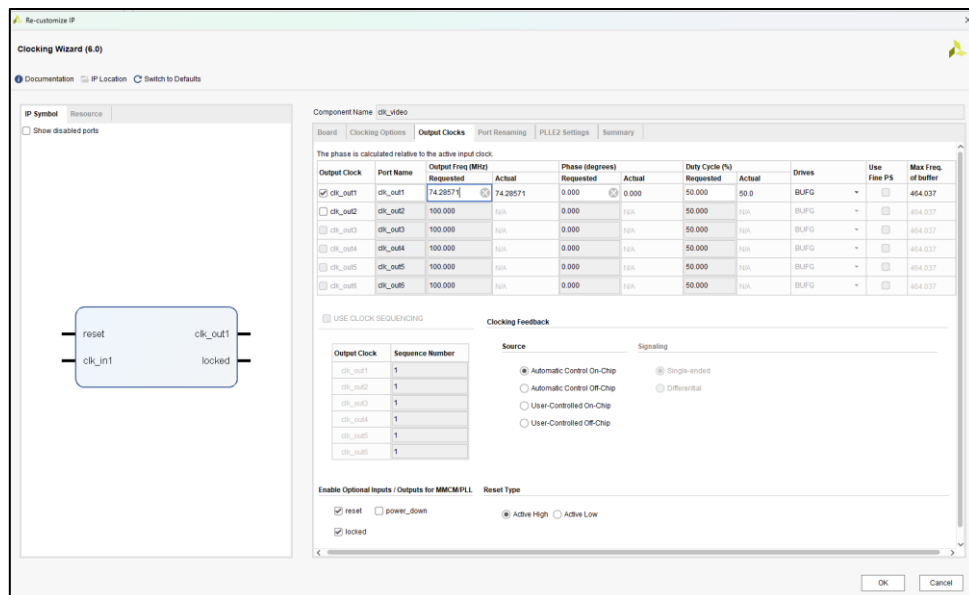 Re-customize IP
Clocking Wizard (6.0)
Documentation IP Location Switch to Defaults
IP Symbol Resource
Show disabled ports
reset clk_out1
clk_in1 locked
Component Name clk_video
Board Clocking Options Output Clocks Port Renaming PLLE2 Settings Summary
The phase is calculated relative to the active input clock.
Output Clock Port Name Output Freq (MHz) Phase (degrees) Duty Cycle (%) Drives Use Fine PS Max Freq. of buffer
Requested Actual Requested Actual Requested Actual
clk_out1 clk_out1 74.28571 74.28571 0.000 0.000 50.000 50.0 BUFG 464.037
clk_out2 clk_out2 100.000 N/A 0.000 N/A 50.000 N/A BUFG 464.037
clk_out3 clk_out3 100.000 N/A 0.000 N/A 50.000 N/A BUFG 464.037
clk_out4 clk_out4 100.000 N/A 0.000 N/A 50.000 N/A BUFG 464.037
clk_out5 clk_out5 100.000 N/A 0.000 N/A 50.000 N/A BUFG 464.037
clk_out6 clk_out6 100.000 N/A 0.000 N/A 50.000 N/A BUFG 464.037
USE CLOCK SEQUENCING
Output Clock Sequence Number
clk_out1 1
clk_out2 1
clk_out3 1
clk_out4 1
clk_out5 1
clk_out6 1
Clocking Feedback
Source Signaling
Automatic Control On-Chip Single-ended
Automatic Control Off-Chip Differential
User-Controlled On-Chip
User-Controlled Off-Chip
Enable Optional Inputs / Outputs for MMCM/PLL Reset Type
reset power_down Active High Active Low
locked
OK Cancel